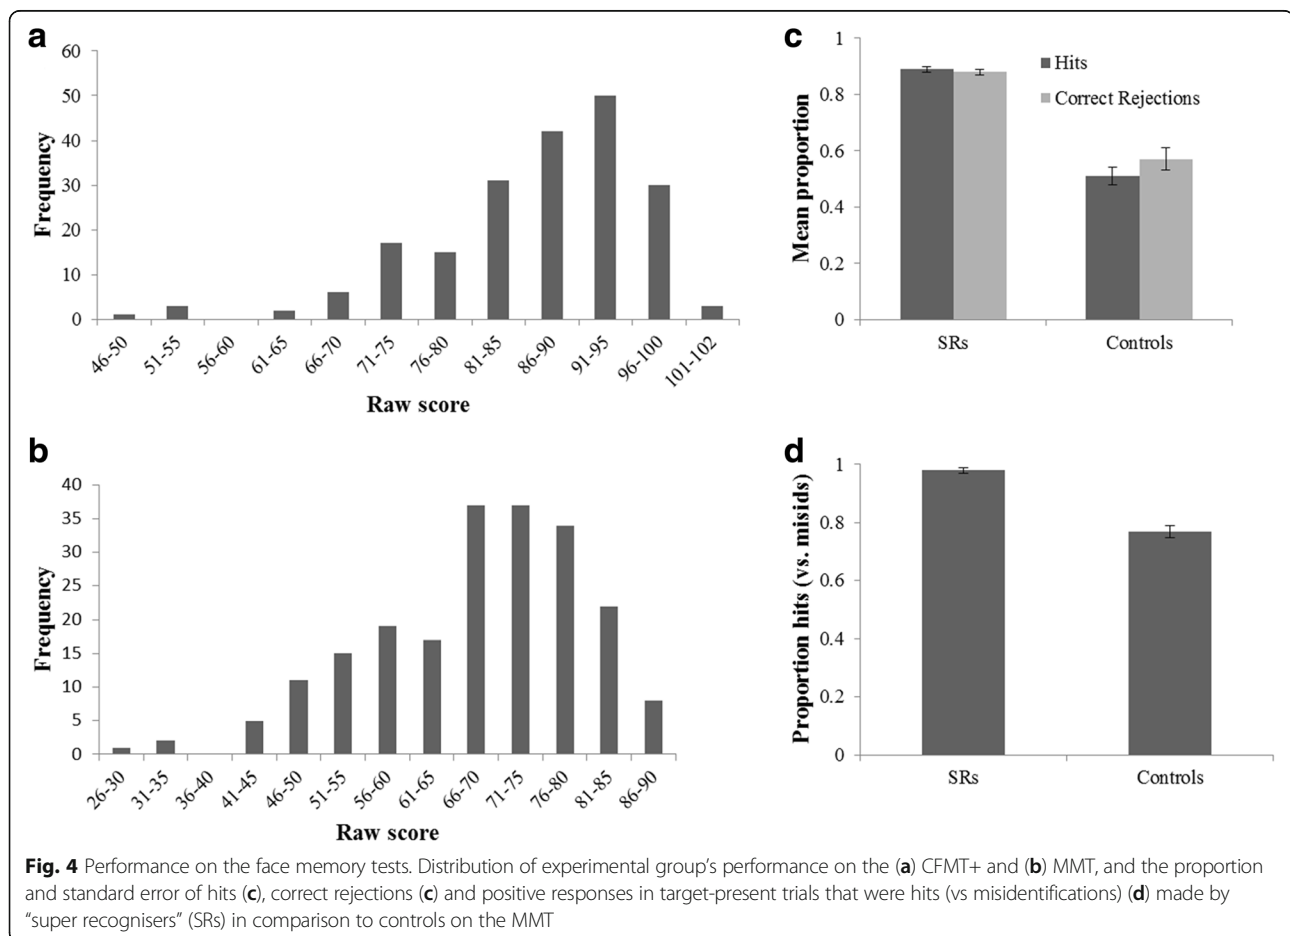 a
60
50
40
30
20
10
0
Frequency
46-50
51-55
56-60
61-65
66-70
71-75
76-80
81-85
86-90
91-95
96-100
101-102
Raw score
b
40
35
30
25
20
15
10
5
0
Frequency
26-30
31-35
36-40
41-45
46-50
51-55
56-60
61-65
66-70
71-75
76-80
81-85
86-90
Raw score
c
1
0.8
0.6
0.4
0.2
0
Mean proportion
Hits
Correct Rejections
SRs
Controls
d
1
0.8
0.6
0.4
0.2
0
Proportion hits (vs. misids)
SRs
Controls
Fig. 4 Performance on the face memory tests. Distribution of experimental group's performance on the (a) CFMT+ and (b) MMT, and the proportion
and standard error of hits (c), correct rejections (c) and positive responses in target-present trials that were hits (vs misidentifications) (d) made by
"super recognisers" (SRs) in comparison to controls on the MMT